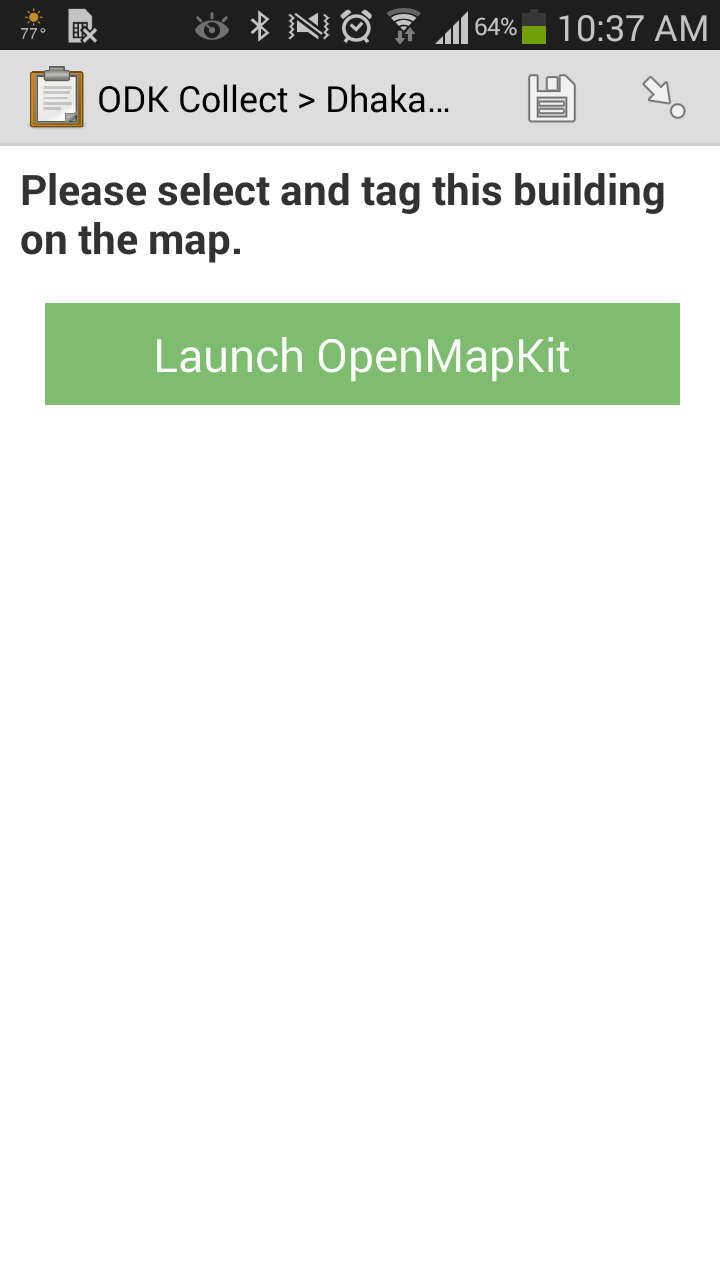 77°
64%
10:37 AM
ODK Collect > Dhaka...
Please select and tag this building
on the map.
Launch OpenMapKit